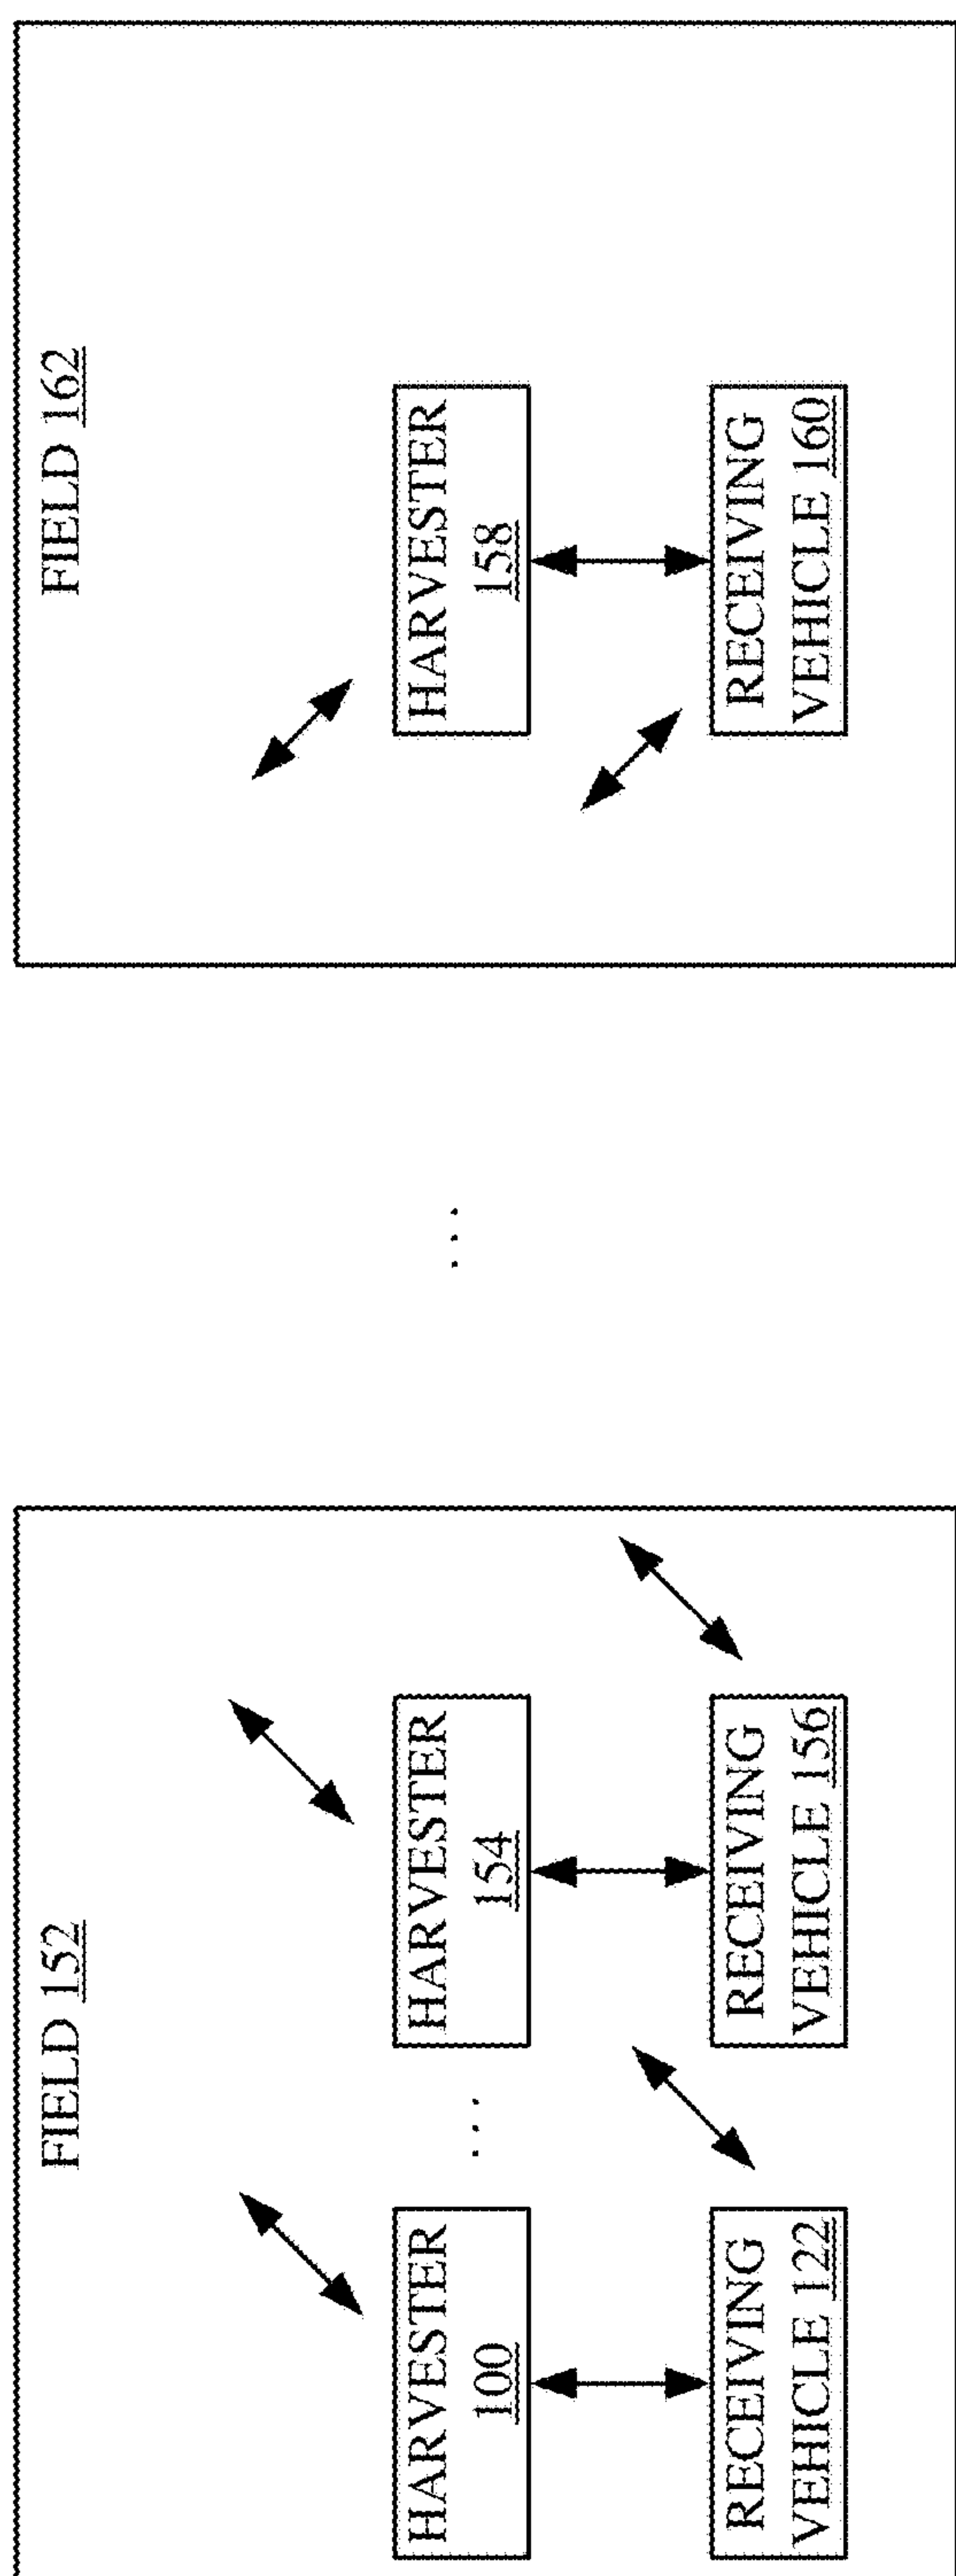 FIELD 152
HARVESTER
100
...
HARVESTER
154
RECEIVING
VEHICLE 122
RECEIVING
VEHICLE 156
...
FIELD 162
HARVESTER
158
RECEIVING
VEHICLE 160